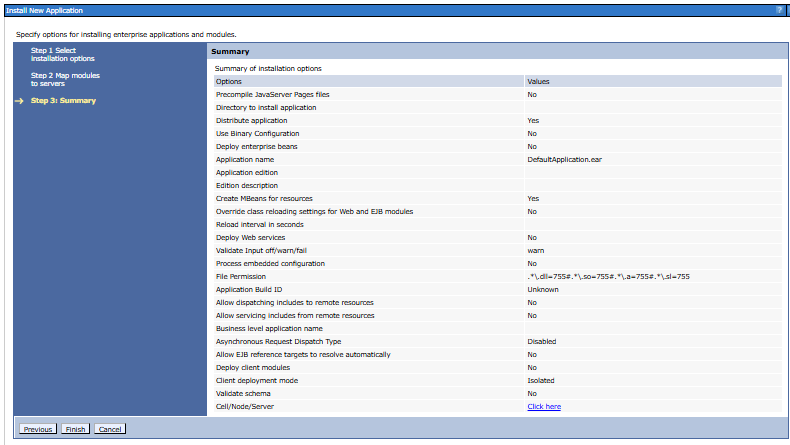 Install New Application ?
Specify options for installing enterprise applications and modules.
Step 1 Select
installation options
Step 2 Map modules
to servers
Step 3: Summary
Summary
Summary of installation options
Options Values
Precompile JavaServer Pages files No
Directory to install application
Distribute application Yes
Use Binary Configuration No
Deploy enterprise beans No
Application name DefaultApplication.ear
Application edition
Edition description
Create MBeans for resources Yes
Override class reloading settings for Web and EJB modules No
Reload interval in seconds
Deploy Web services No
Validate Input off/warn/fail warn
Process embedded configuration No
File Permission .*\.dll=755#.*\.so=755#.*\.a=755#.*\.sl=755
Application Build ID Unknown
Allow dispatching includes to remote resources No
Allow servicing includes from remote resources No
Business level application name
Asynchronous Request Dispatch Type Disabled
Allow EJB reference targets to resolve automatically No
Deploy client modules No
Client deployment mode Isolated
Validate schema No
Cell/Node/Server Click here
Previous Finish Cancel